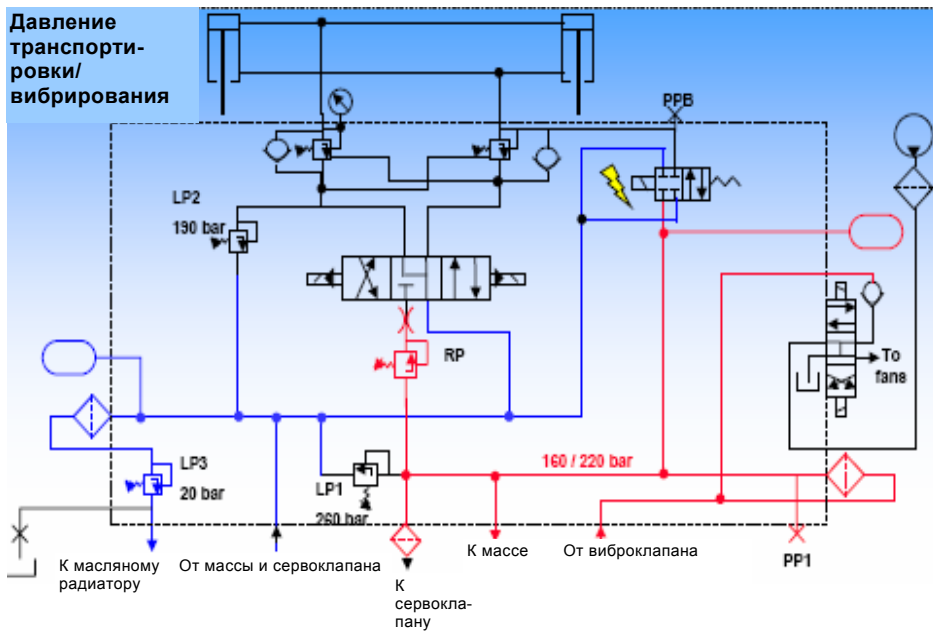 Давление
транспорти-
ровки/
вибрирования
PPB
LP2
190 bar
RP
To
fans
LP3
20 bar
LP1
260 bar
160 / 220 bar
PP1
К масляному
радиатору
От массы и сервоклапана
К
сервокла-
пану
К массе
От виброклапана